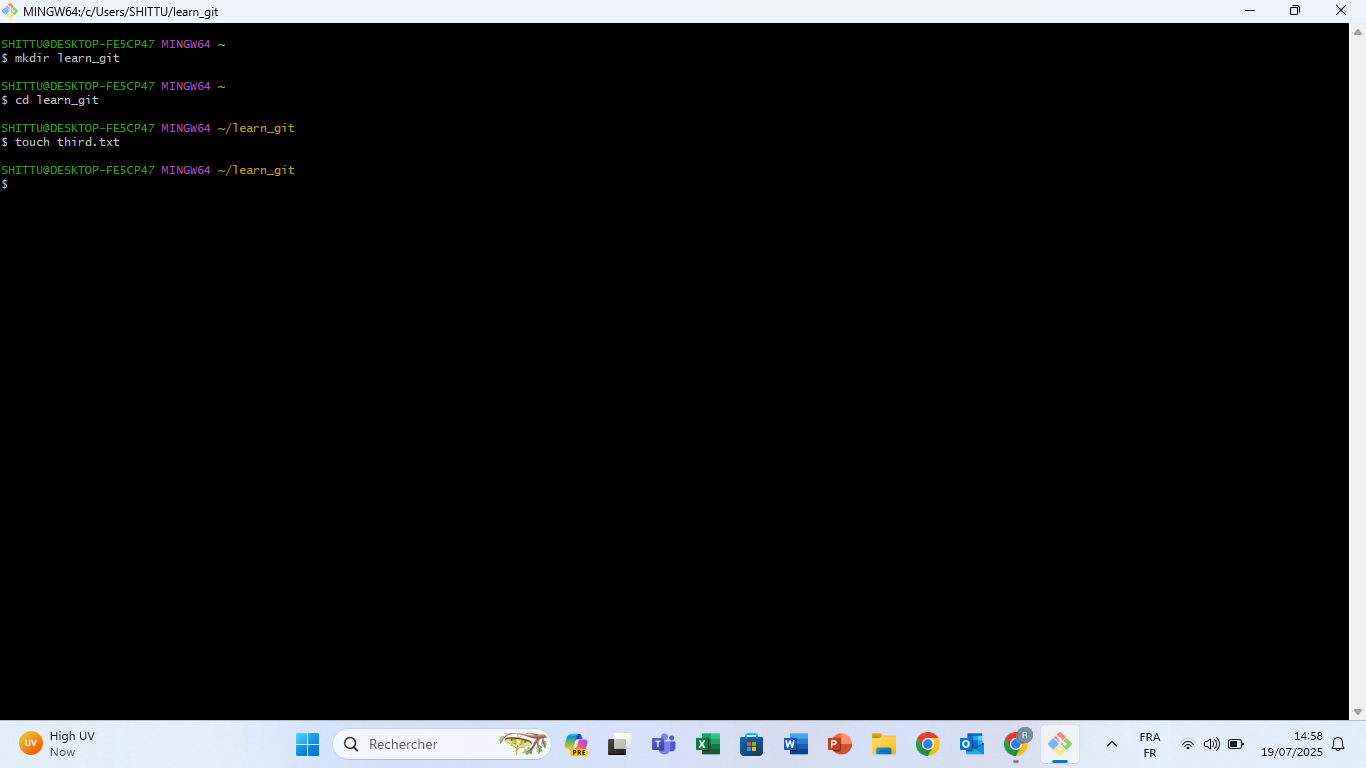 MINGW64:/c/Users/SHITTU/learn_git
SHITTU@DESKTOP-FE5CP47 MINGW64 ~
$ mkdir learn_git
SHITTU@DESKTOP-FE5CP47 MINGW64 ~
$ cd learn_git
SHITTU@DESKTOP-FE5CP47 MINGW64 ~/learn_git
$ touch third.txt
SHITTU@DESKTOP-FE5CP47 MINGW64 ~/learn_git
$
UV
High UV
Now
Rechercher
PRE
T
X
W
P
O
R
FRA
FR
14:58
19/07/2025